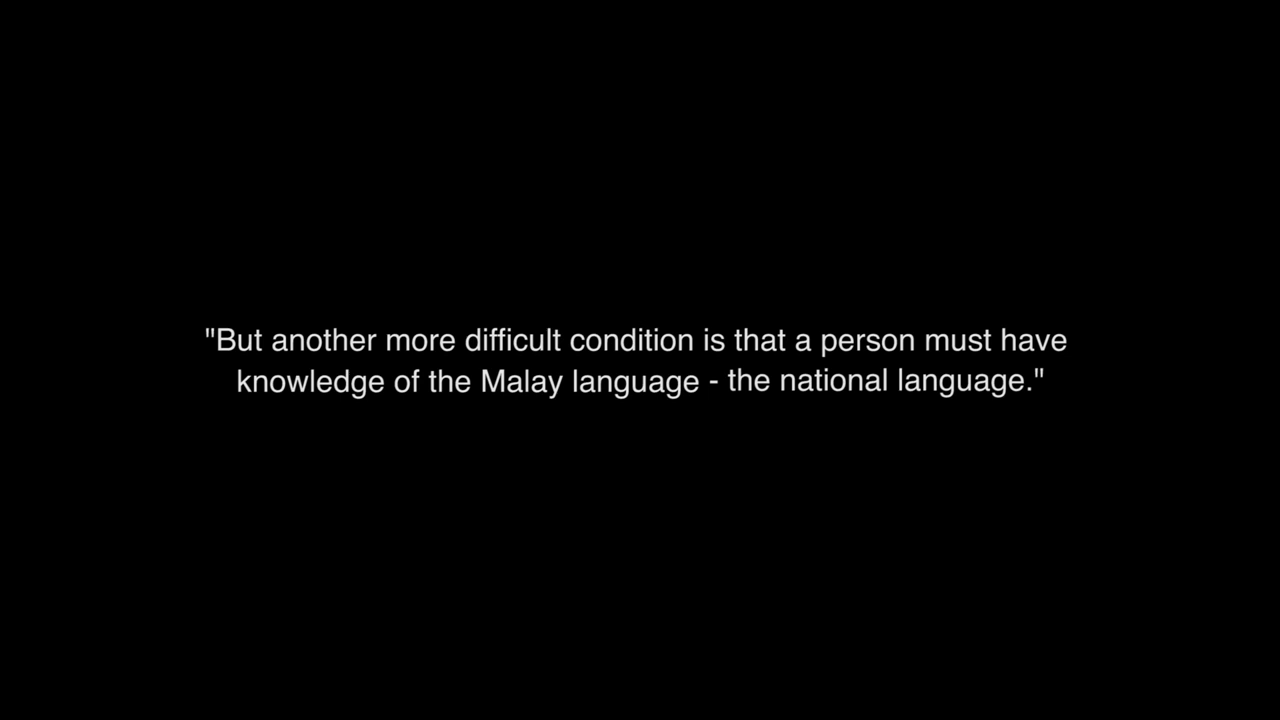 "But another more difficult condition is that a person must have
knowledge of the Malay language - the national language."